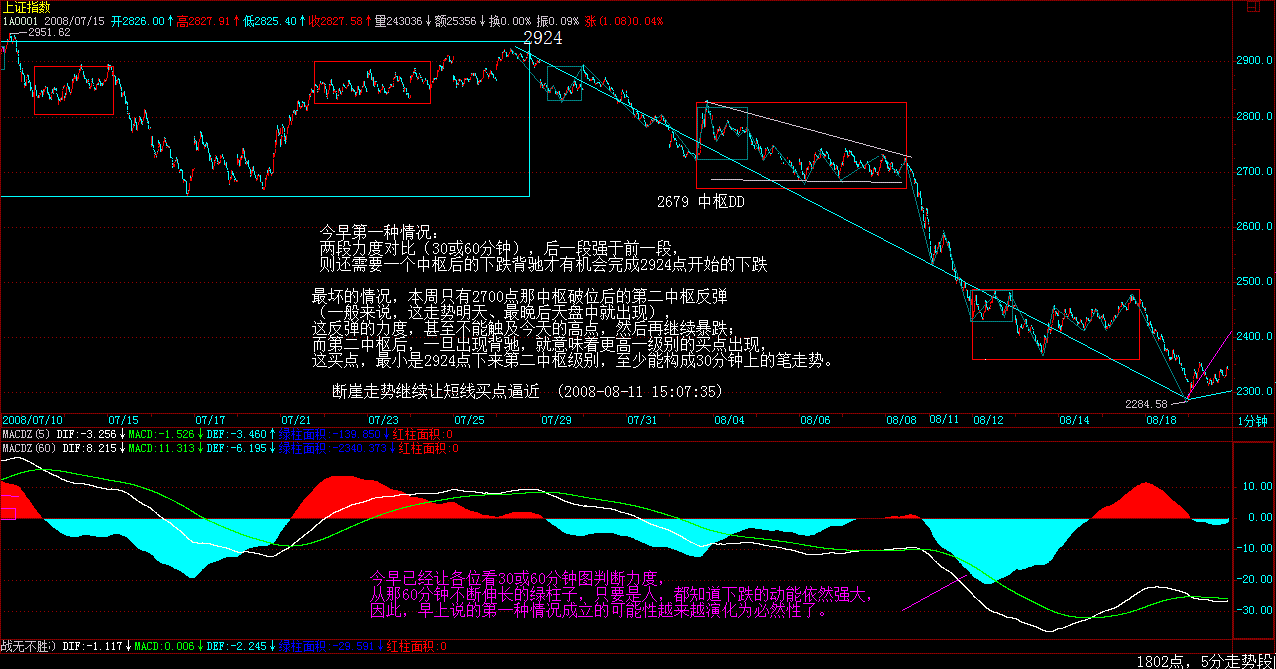 上证指数
1A0001 2008/07/15 开2826.00↑高2827.91↑低2825.40↑收2827.58↑量243036↓额25356↓换0.00% 振0.09% 涨(1.08)0.04%
2951.62
2924
2900.0
2800.0
2700.0
2679 中枢DD
2600.0
今早第一种情况：
两段力度对比（30或60分钟），后一段强于前一段，
则还需要一个中枢后的下跌背驰才有机会完成2924点开始的下跌
2500.0
最坏的情况，本周只有2700点那中枢破位后的第二中枢反弹
（一般来说，这走势明天、最晚后天盘中就出现），
这反弹的力度，甚至不能触及今天的高点，然后再继续暴跌；
而第二中枢后，一旦出现背驰，就意味着更高一级别的买点出现，
这买点，最小是2924点下来第二中枢级别，至少能构成30分钟上的笔走势。
2400.0
断崖走势继续让短线买点逼近 （2008-08-11 15:07:35）
2300.0
2284.58
2008/07/10 07/15 07/17 07/21 07/23 07/25 07/29 07/31 08/04 08/06 08/08 08/11 08/12 08/14 08/18 1分钟
MACDZ(5) DIF:-3.256↓MACD:-1.526↓DEF:-3.460↑绿柱面积:-139.850↓红柱面积:0
MACDZ(60) DIF:8.215↓MACD:11.313↓DEF:-6.195↓绿柱面积:-2340.373↓红柱面积:0
10.00
0.00
-10.00
-20.00
-30.00
今早已经让各位看30或60分钟图判断力度，
从那60分钟不断伸长的绿柱子，只要是人，都知道下跌的动能依然强大，
因此，早上说的第一种情况成立的可能性越来越演化为必然性了。
战无不胜:) DIF:-1.117↓MACD:0.006↓DEF:-2.245↓绿柱面积:-29.591↓红柱面积:0
1802点，5分走势段